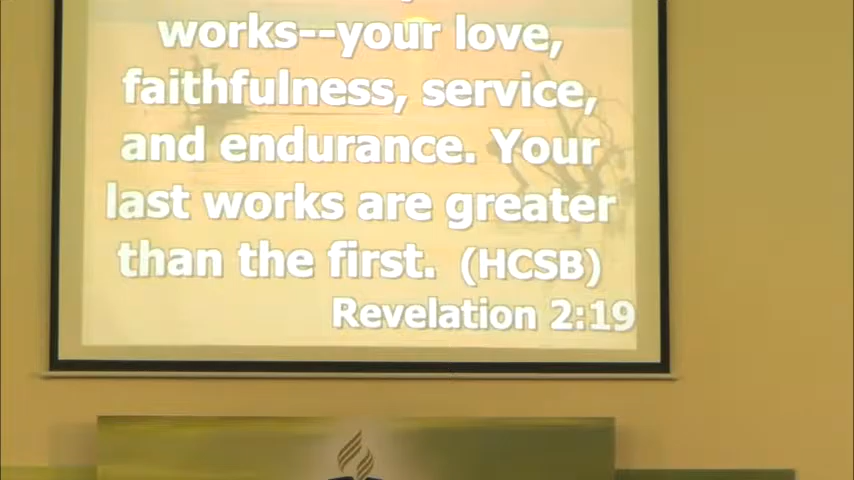 works--your love,
faithfulness, service,
and endurance. Your
last works are greater
than the first. (HCSB)
Revelation 2:19